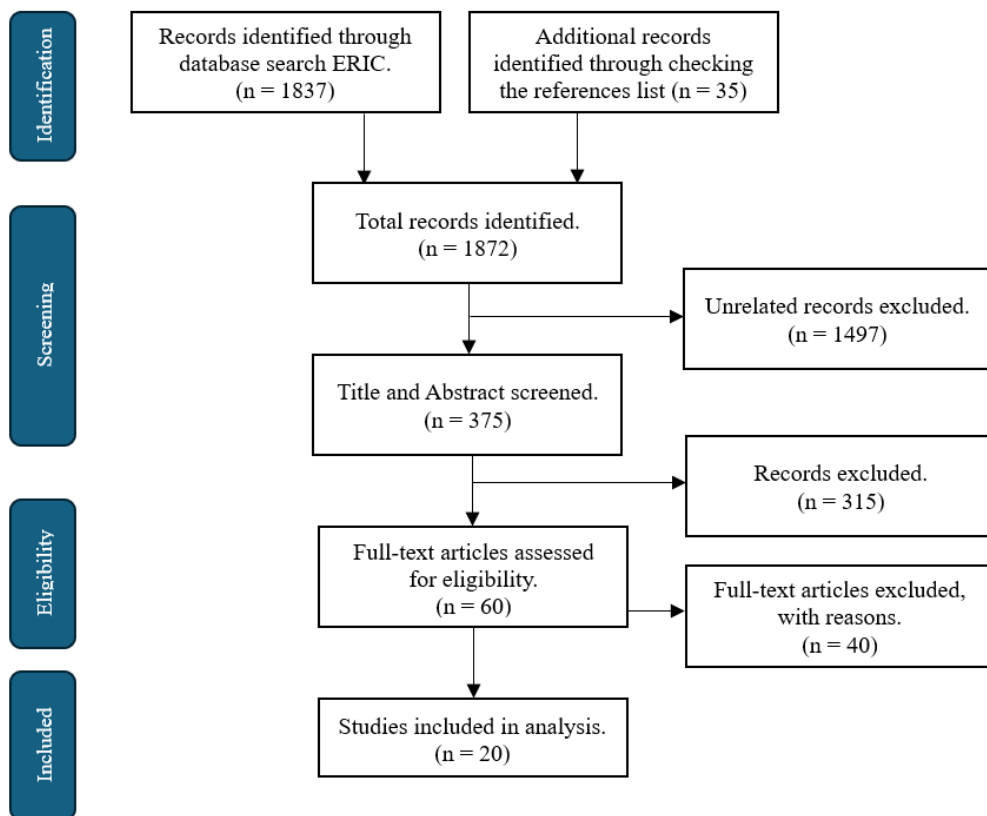 Identification
Records identified through
database search ERIC.
(n = 1837)
Additional records
identified through checking
the references list (n = 35)
Screening
Total records identified.
(n = 1872)
Unrelated records excluded.
(n = 1497)
Title and Abstract screened.
(n = 375)
Records excluded.
(n = 315)
Eligibility
Full-text articles assessed
for eligibility.
(n = 60)
Full-text articles excluded,
with reasons.
(n = 40)
Included
Studies included in analysis.
(n = 20)